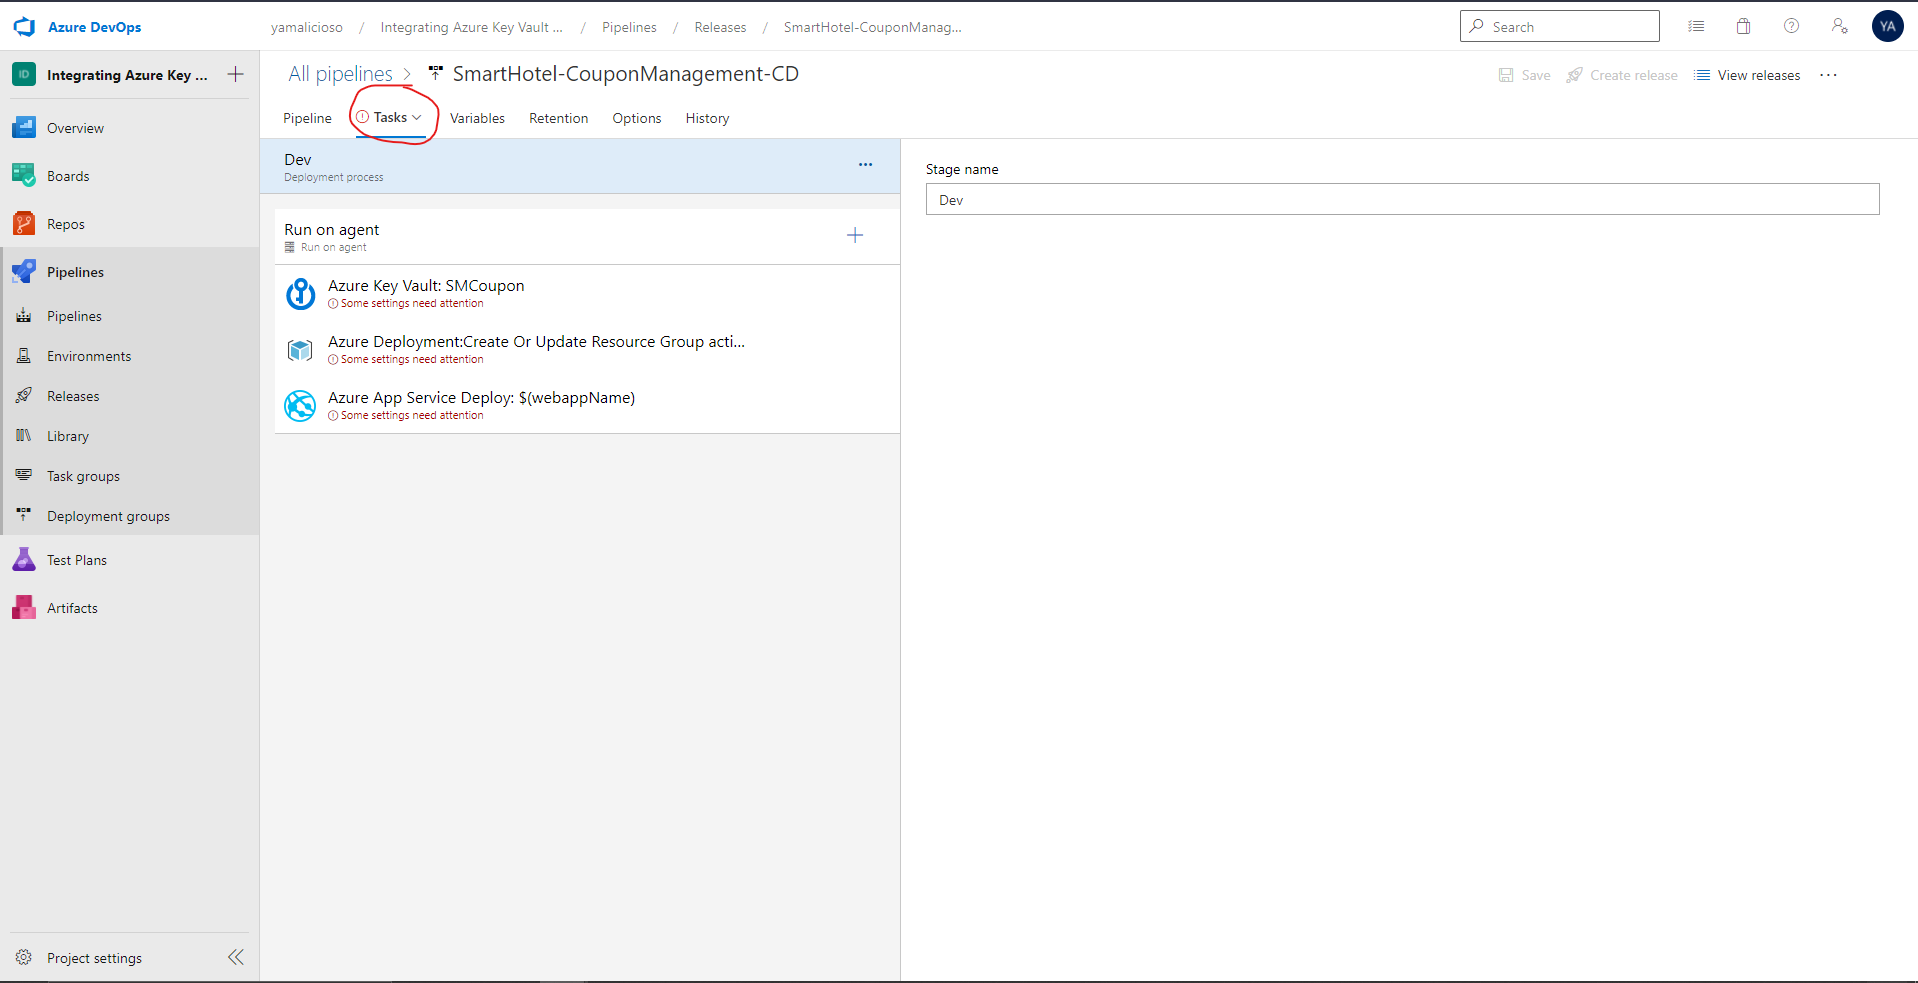 Azure DevOps
yamalicioso / Integrating Azure Key Vault ... / Pipelines / Releases / SmartHotel-CouponManag...
Search
YA
ID
Integrating Azure Key ...
All pipelines > SmartHotel-CouponManagement-CD
Save
Create release
View releases
Pipeline
Tasks
Variables
Retention
Options
History
Overview
Boards
Repos
Pipelines
Pipelines
Environments
Releases
Library
Task groups
Deployment groups
Test Plans
Artifacts
Project settings
Dev
Deployment process
Run on agent
Run on agent
Azure Key Vault: SMCoupon
Some settings need attention
Azure Deployment:Create Or Update Resource Group acti...
Some settings need attention
Azure App Service Deploy: $(webappName)
Some settings need attention
Stage name
Dev